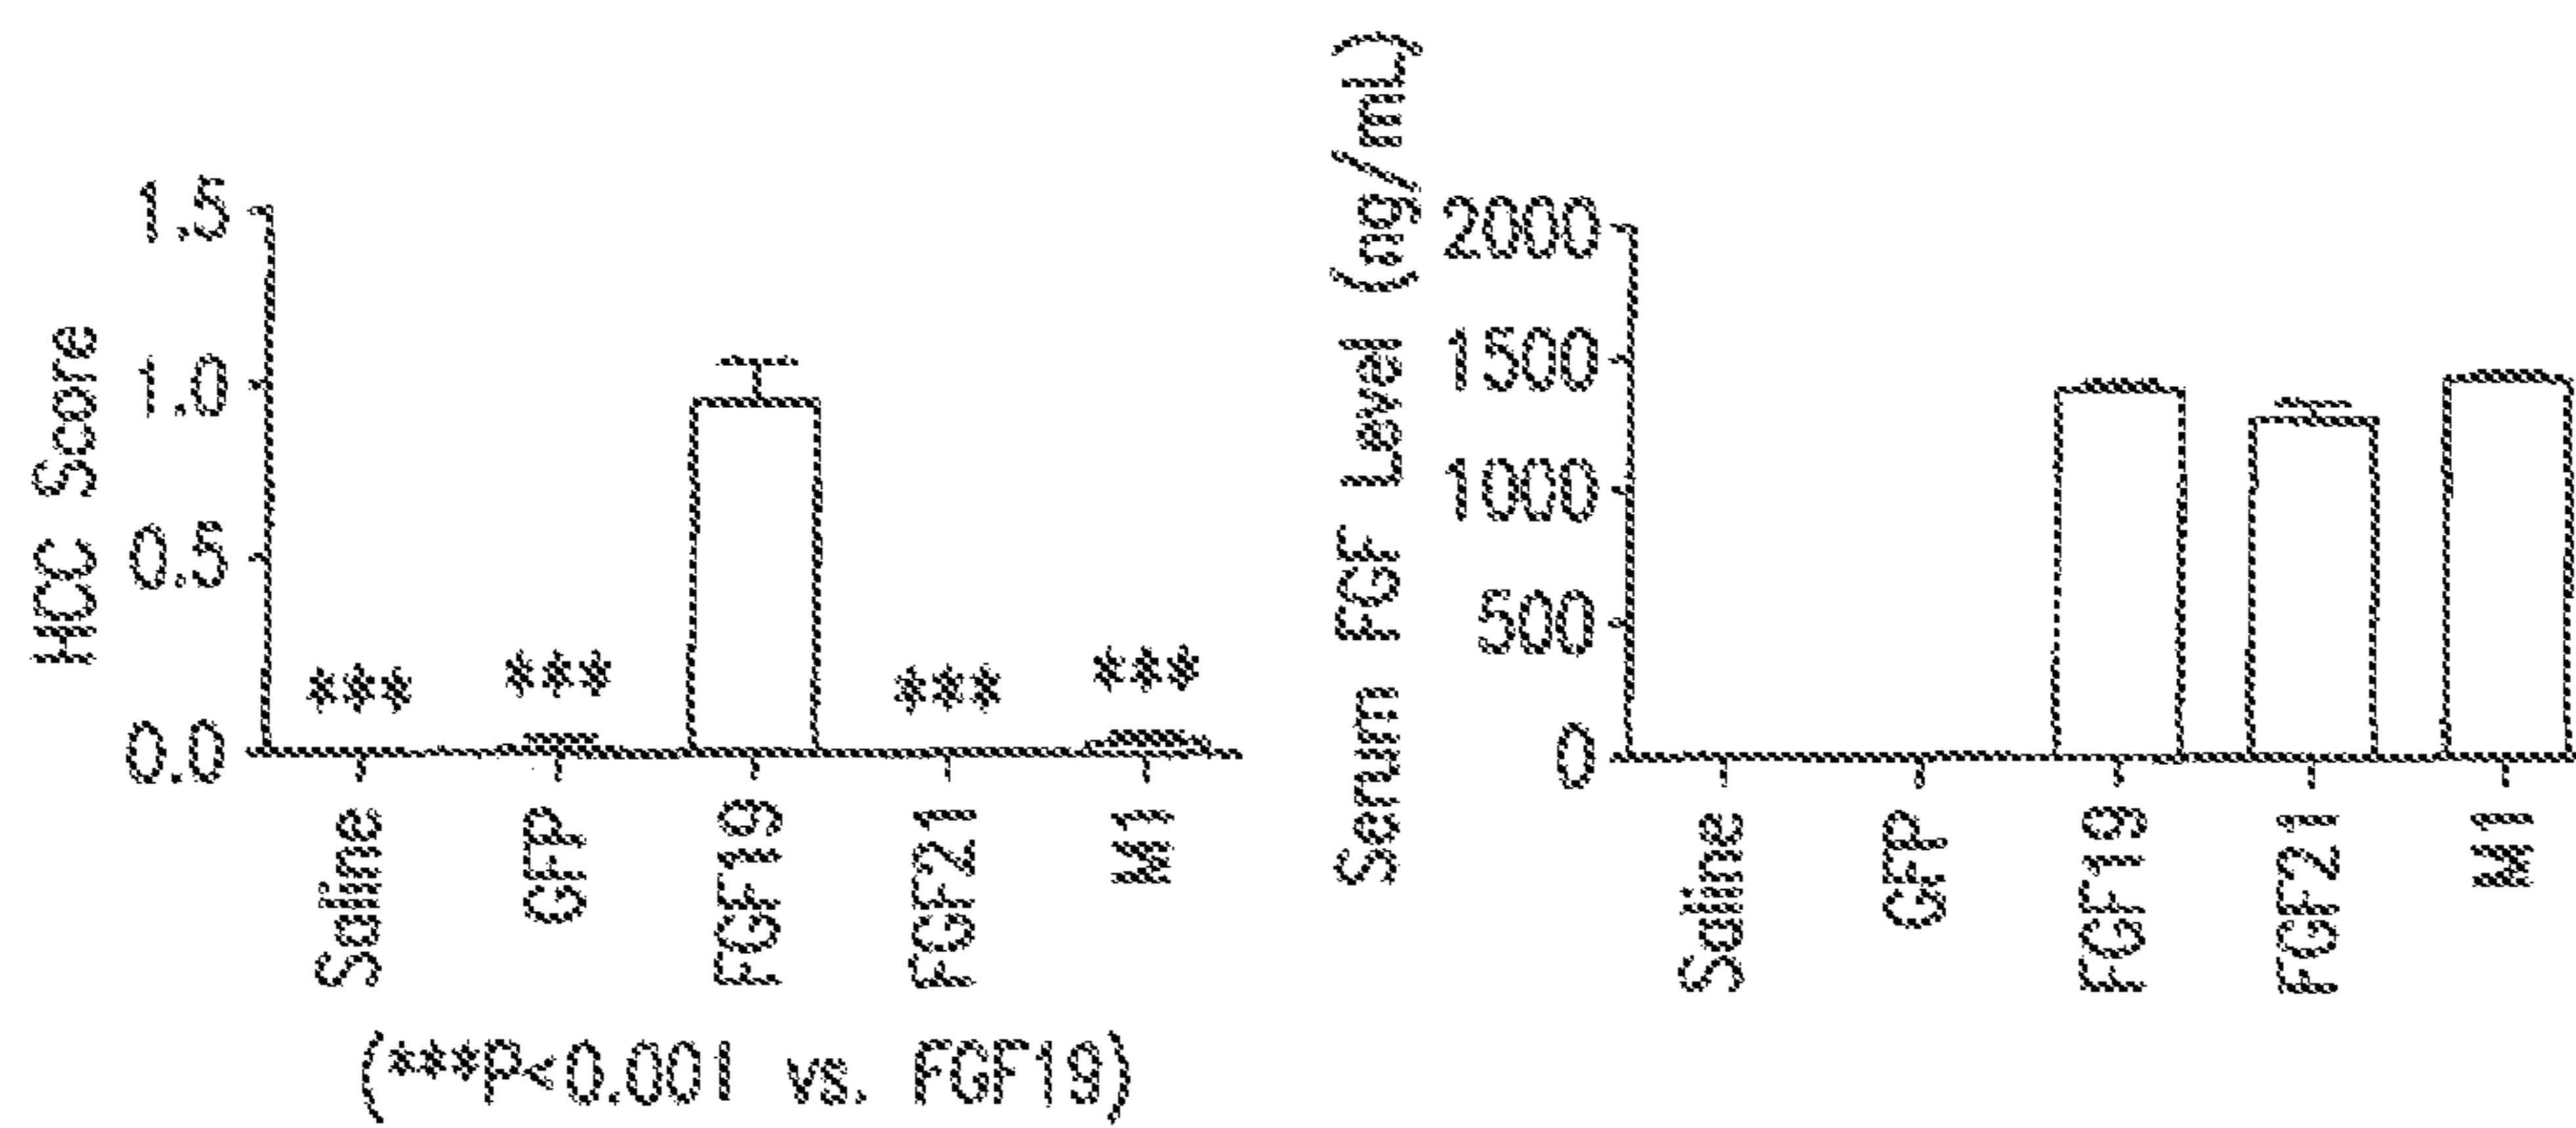 HCC Score
1.5
1.0
0.5
0.0
*** *** *** ***
Saline GFP FGF19 FGF21 M1
(***P<0.001 vs. FGF19)
Serum FGF Level (ng/mL)
2000
1500
1000
500
0
Saline GFP FGF19 FGF21 M1